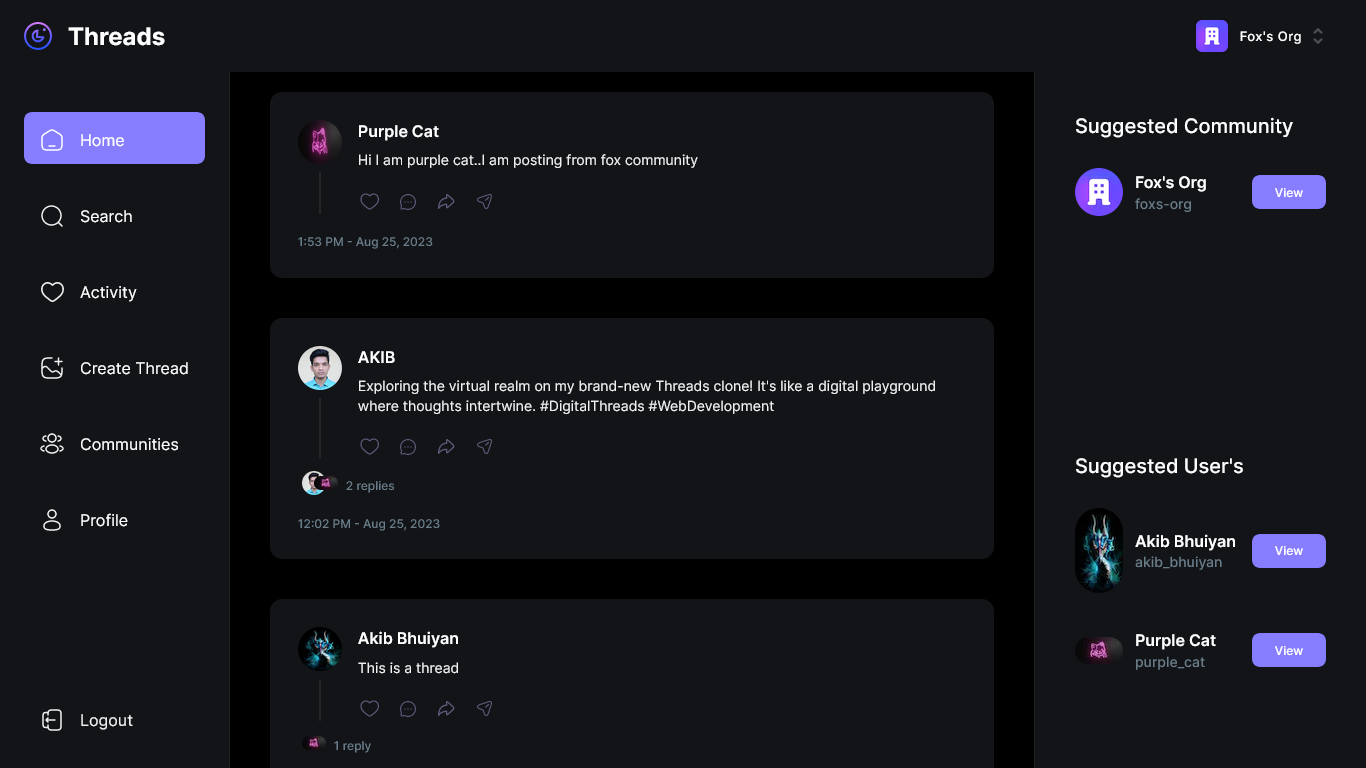 Threads
Fox's Org
Home
Search
Activity
Create Thread
Communities
Profile
Logout
Purple Cat
Hi I am purple cat..I am posting from fox community
1:53 PM - Aug 25, 2023
AKIB
Exploring the virtual realm on my brand-new Threads clone! It's like a digital playground
where thoughts intertwine. #DigitalThreads #WebDevelopment
2 replies
12:02 PM - Aug 25, 2023
Akib Bhuiyan
This is a thread
1 reply
Suggested Community
Fox's Org
foxs-org
View
Suggested User's
Akib Bhuiyan
akib_bhuiyan
View
Purple Cat
purple_cat
View